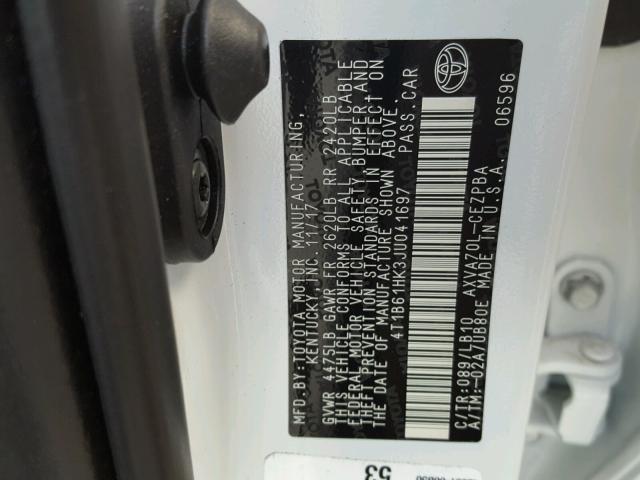 MFD.BY:TOYOTA MOTOR MANUFACTURING,
KENTUCKY, INC. 11/17
GVWR 4475LB GAWR FR 2620LB RR 2420LB
THIS VEHICLE CONFORMS TO ALL APPLICABLE
FEDERAL MOTOR VEHICLE SAFETY, BUMPER, AND
THEFT PREVENTION STANDARDS IN EFFECT ON
THE DATE OF MANUFACTURE SHOWN ABOVE.
4T1B61HK3JU041697 PASS.CAR
C/TR:089/LB10 AXVA70L-CEZPBA
A/TM:-02A/UB80E MADE IN U.S.A. 06596
53